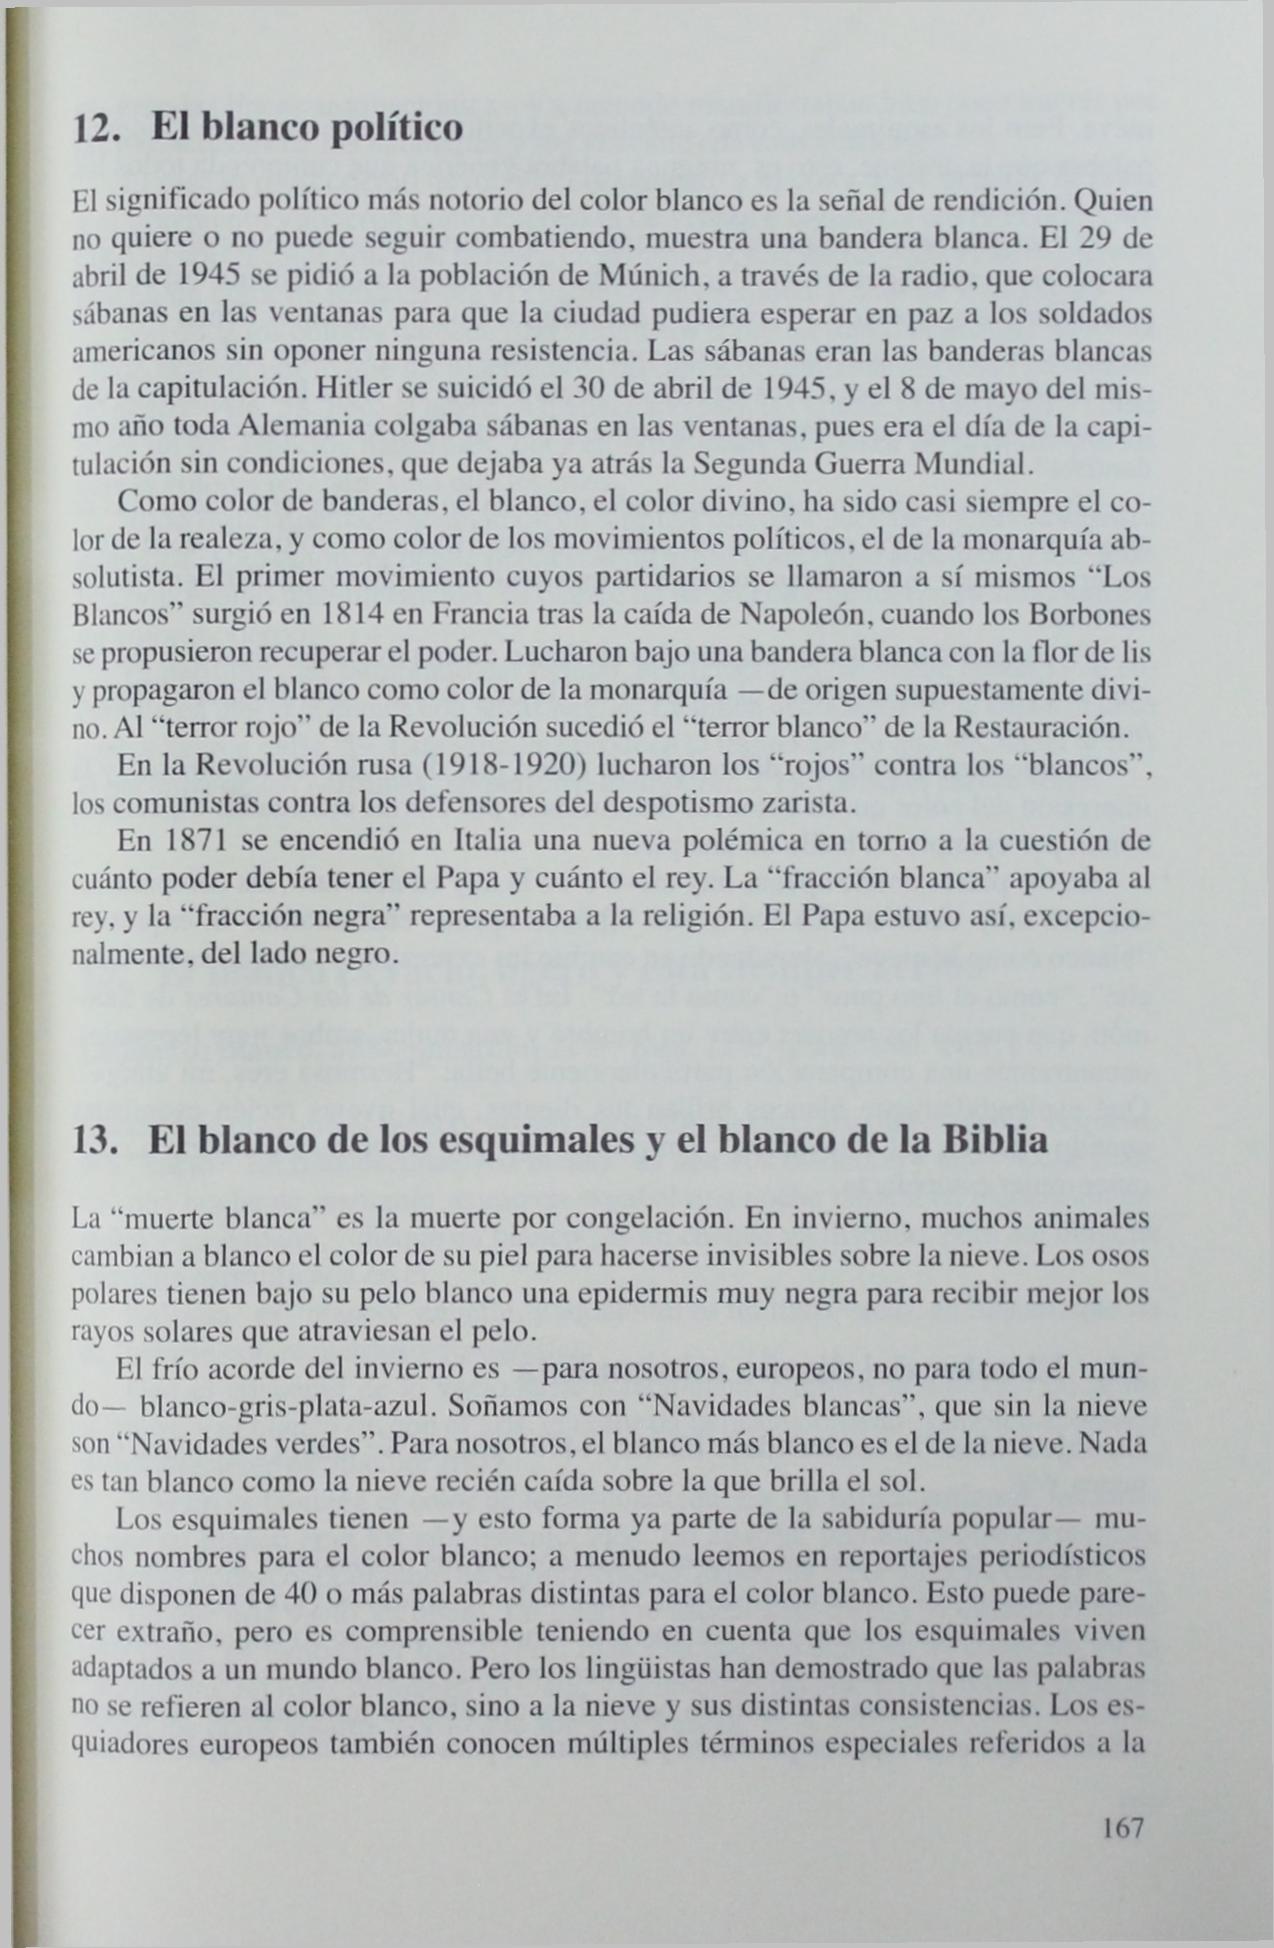 12. El blanco político
El significado político más notorio del color blanco es la señal de rendición. Quien
no quiere o no puede seguir combatiendo, muestra una bandera blanca. El 29 de
abril de 1945 se pidió a la población de Múnich, a través de la radio, que colocara
sábanas en las ventanas para que la ciudad pudiera esperar en paz a los soldados
americanos sin oponer ninguna resistencia. Las sábanas eran las banderas blancas
de la capitulación. Hitler se suicidó el 30 de abril de 1945, y el 8 de mayo del mis-
mo año toda Alemania colgaba sábanas en las ventanas, pues era el día de la capi-
tulación sin condiciones, que dejaba ya atrás la Segunda Guerra Mundial.
Como color de banderas, el blanco, el color divino, ha sido casi siempre el co-
lor de la realeza, y como color de los movimientos políticos, el de la monarquía ab-
solutista. El primer movimiento cuyos partidarios se llamaron a sí mismos “Los
Blancos” surgió en 1814 en Francia tras la caída de Napoleón, cuando los Borbones
se propusieron recuperar el poder. Lucharon bajo una bandera blanca con la flor de lis
y propagaron el blanco como color de la monarquía —de origen supuestamente divi-
no. Al “terror rojo” de la Revolución sucedió el “terror blanco” de la Restauración.
En la Revolución rusa (1918-1920) lucharon los “rojos” contra los “blancos”,
los comunistas contra los defensores del despotismo zarista.
En 1871 se encendió en Italia una nueva polémica en torno a la cuestión de
cuánto poder debía tener el Papa y cuánto el rey. La “fracción blanca” apoyaba al
rey, y la “fracción negra” representaba a la religión. El Papa estuvo así, excepcio-
nalmente, del lado negro.
13. El blanco de los esquimales y el blanco de la Biblia
La “muerte blanca” es la muerte por congelación. En invierno, muchos animales
cambian a blanco el color de su piel para hacerse invisibles sobre la nieve. Los osos
polares tienen bajo su pelo blanco una epidermis muy negra para recibir mejor los
rayos solares que atraviesan el pelo.
El frío acorde del invierno es —para nosotros, europeos, no para todo el mun-
do— blanco-gris-plata-azul. Soñamos con “Navidades blancas”, que sin la nieve
son “Navidades verdes”. Para nosotros, el blanco más blanco es el de la nieve. Nada
es tan blanco como la nieve recién caída sobre la que brilla el sol.
Los esquimales tienen —y esto forma ya parte de la sabiduría popular— mu-
chos nombres para el color blanco; a menudo leemos en reportajes periodísticos
que disponen de 40 o más palabras distintas para el color blanco. Esto puede pare-
cer extraño, pero es comprensible teniendo en cuenta que los esquimales viven
adaptados a un mundo blanco. Pero los lingüistas han demostrado que las palabras
no se refieren al color blanco, sino a la nieve y sus distintas consistencias. Los es-
quiadores europeos también conocen múltiples términos especiales referidos a la
167